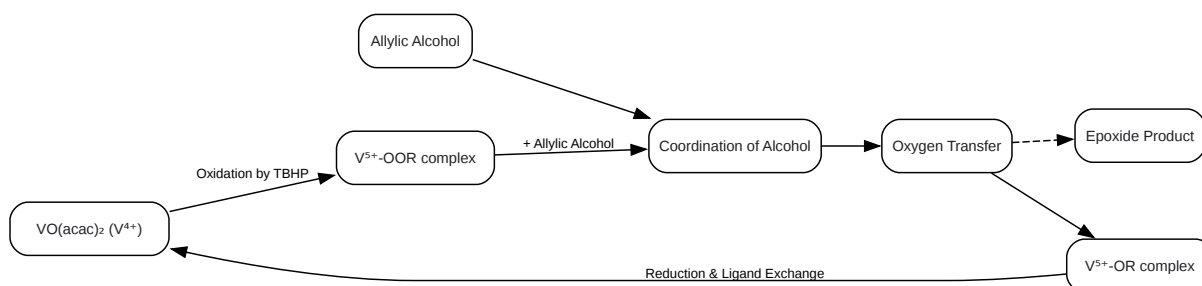 Allylic Alcohol
Epoxide Product
+ Allylic Alcohol
Coordination of Alcohol
Oxygen Transfer
V⁵⁺-OOR complex
Oxidation by TBHP
VO(acac)₂ (V⁴⁺)
V⁵⁺-OR complex
Reduction & Ligand Exchange